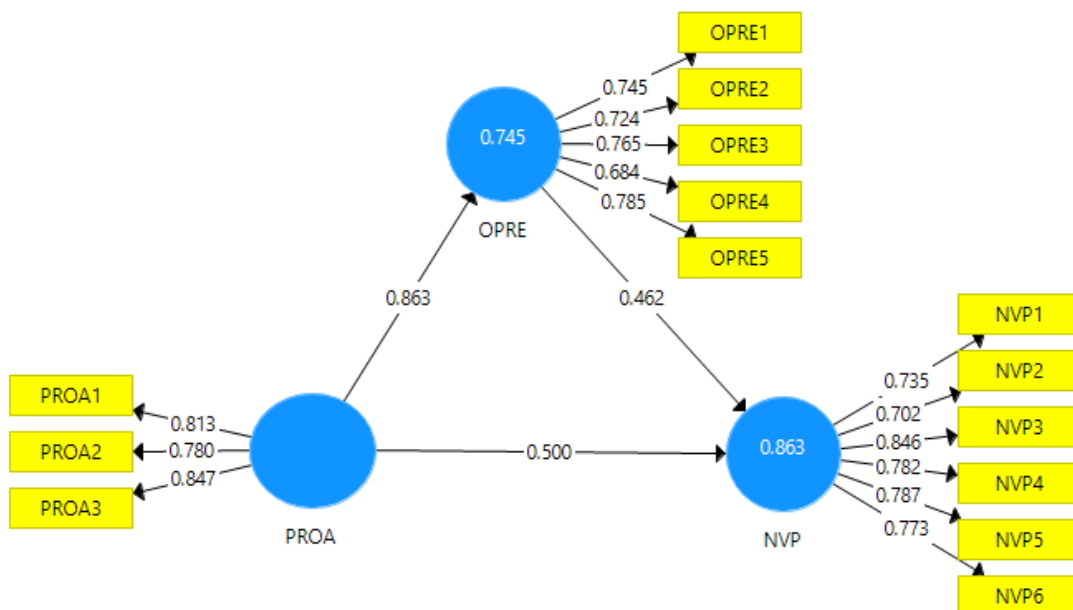 OPRE1
0.745
OPRE2
0.724
0.745
0.765
OPRE3
0.684
OPRE4
0.785
OPRE
OPRE5
0.863
0.462
NVP1
0.735
NVP2
0.702
PROA1
0.813
0.846
NVP3
PROA2
0.780
0.500
0.863
0.782
NVP4
0.847
0.787
PROA3
0.773
NVP5
PROA
NVP
NVP6